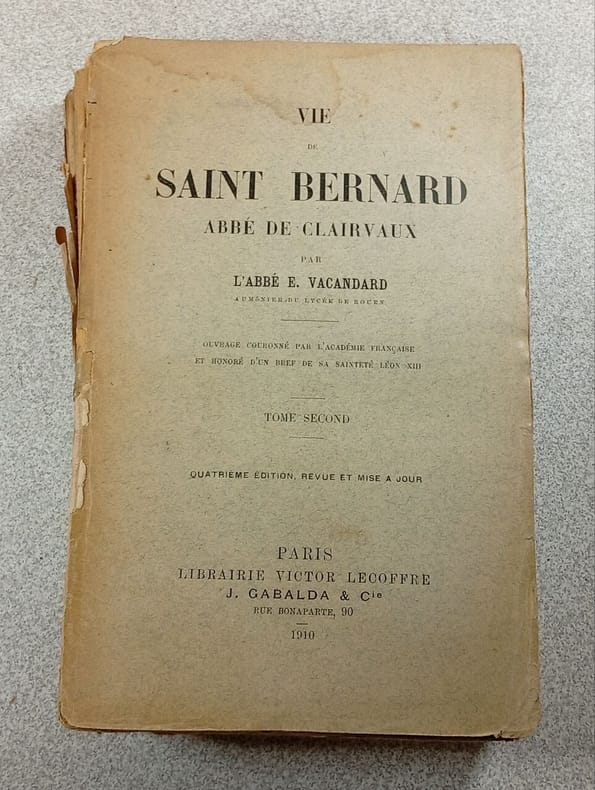 VIE
DE
SAINT BERNARD
ABBÉ DE CLAIRVAUX
PAR
L'ABBÉ E. VACANDARD
AUMÔNIER DU LYCÉE DE ROUEN
OUVRAGE COURONNÉ PAR L'ACADÉMIE FRANÇAISE
ET HONORÉ D'UN BREF DE SA SAINTETÉ LÉON XIII
TOME SECOND
QUATRIÈME ÉDITION, REVUE ET MISE A JOUR
PARIS
LIBRAIRIE VICTOR LECOFFRE
J. GABALDA & Cie
RUE BONAPARTE, 90
1910